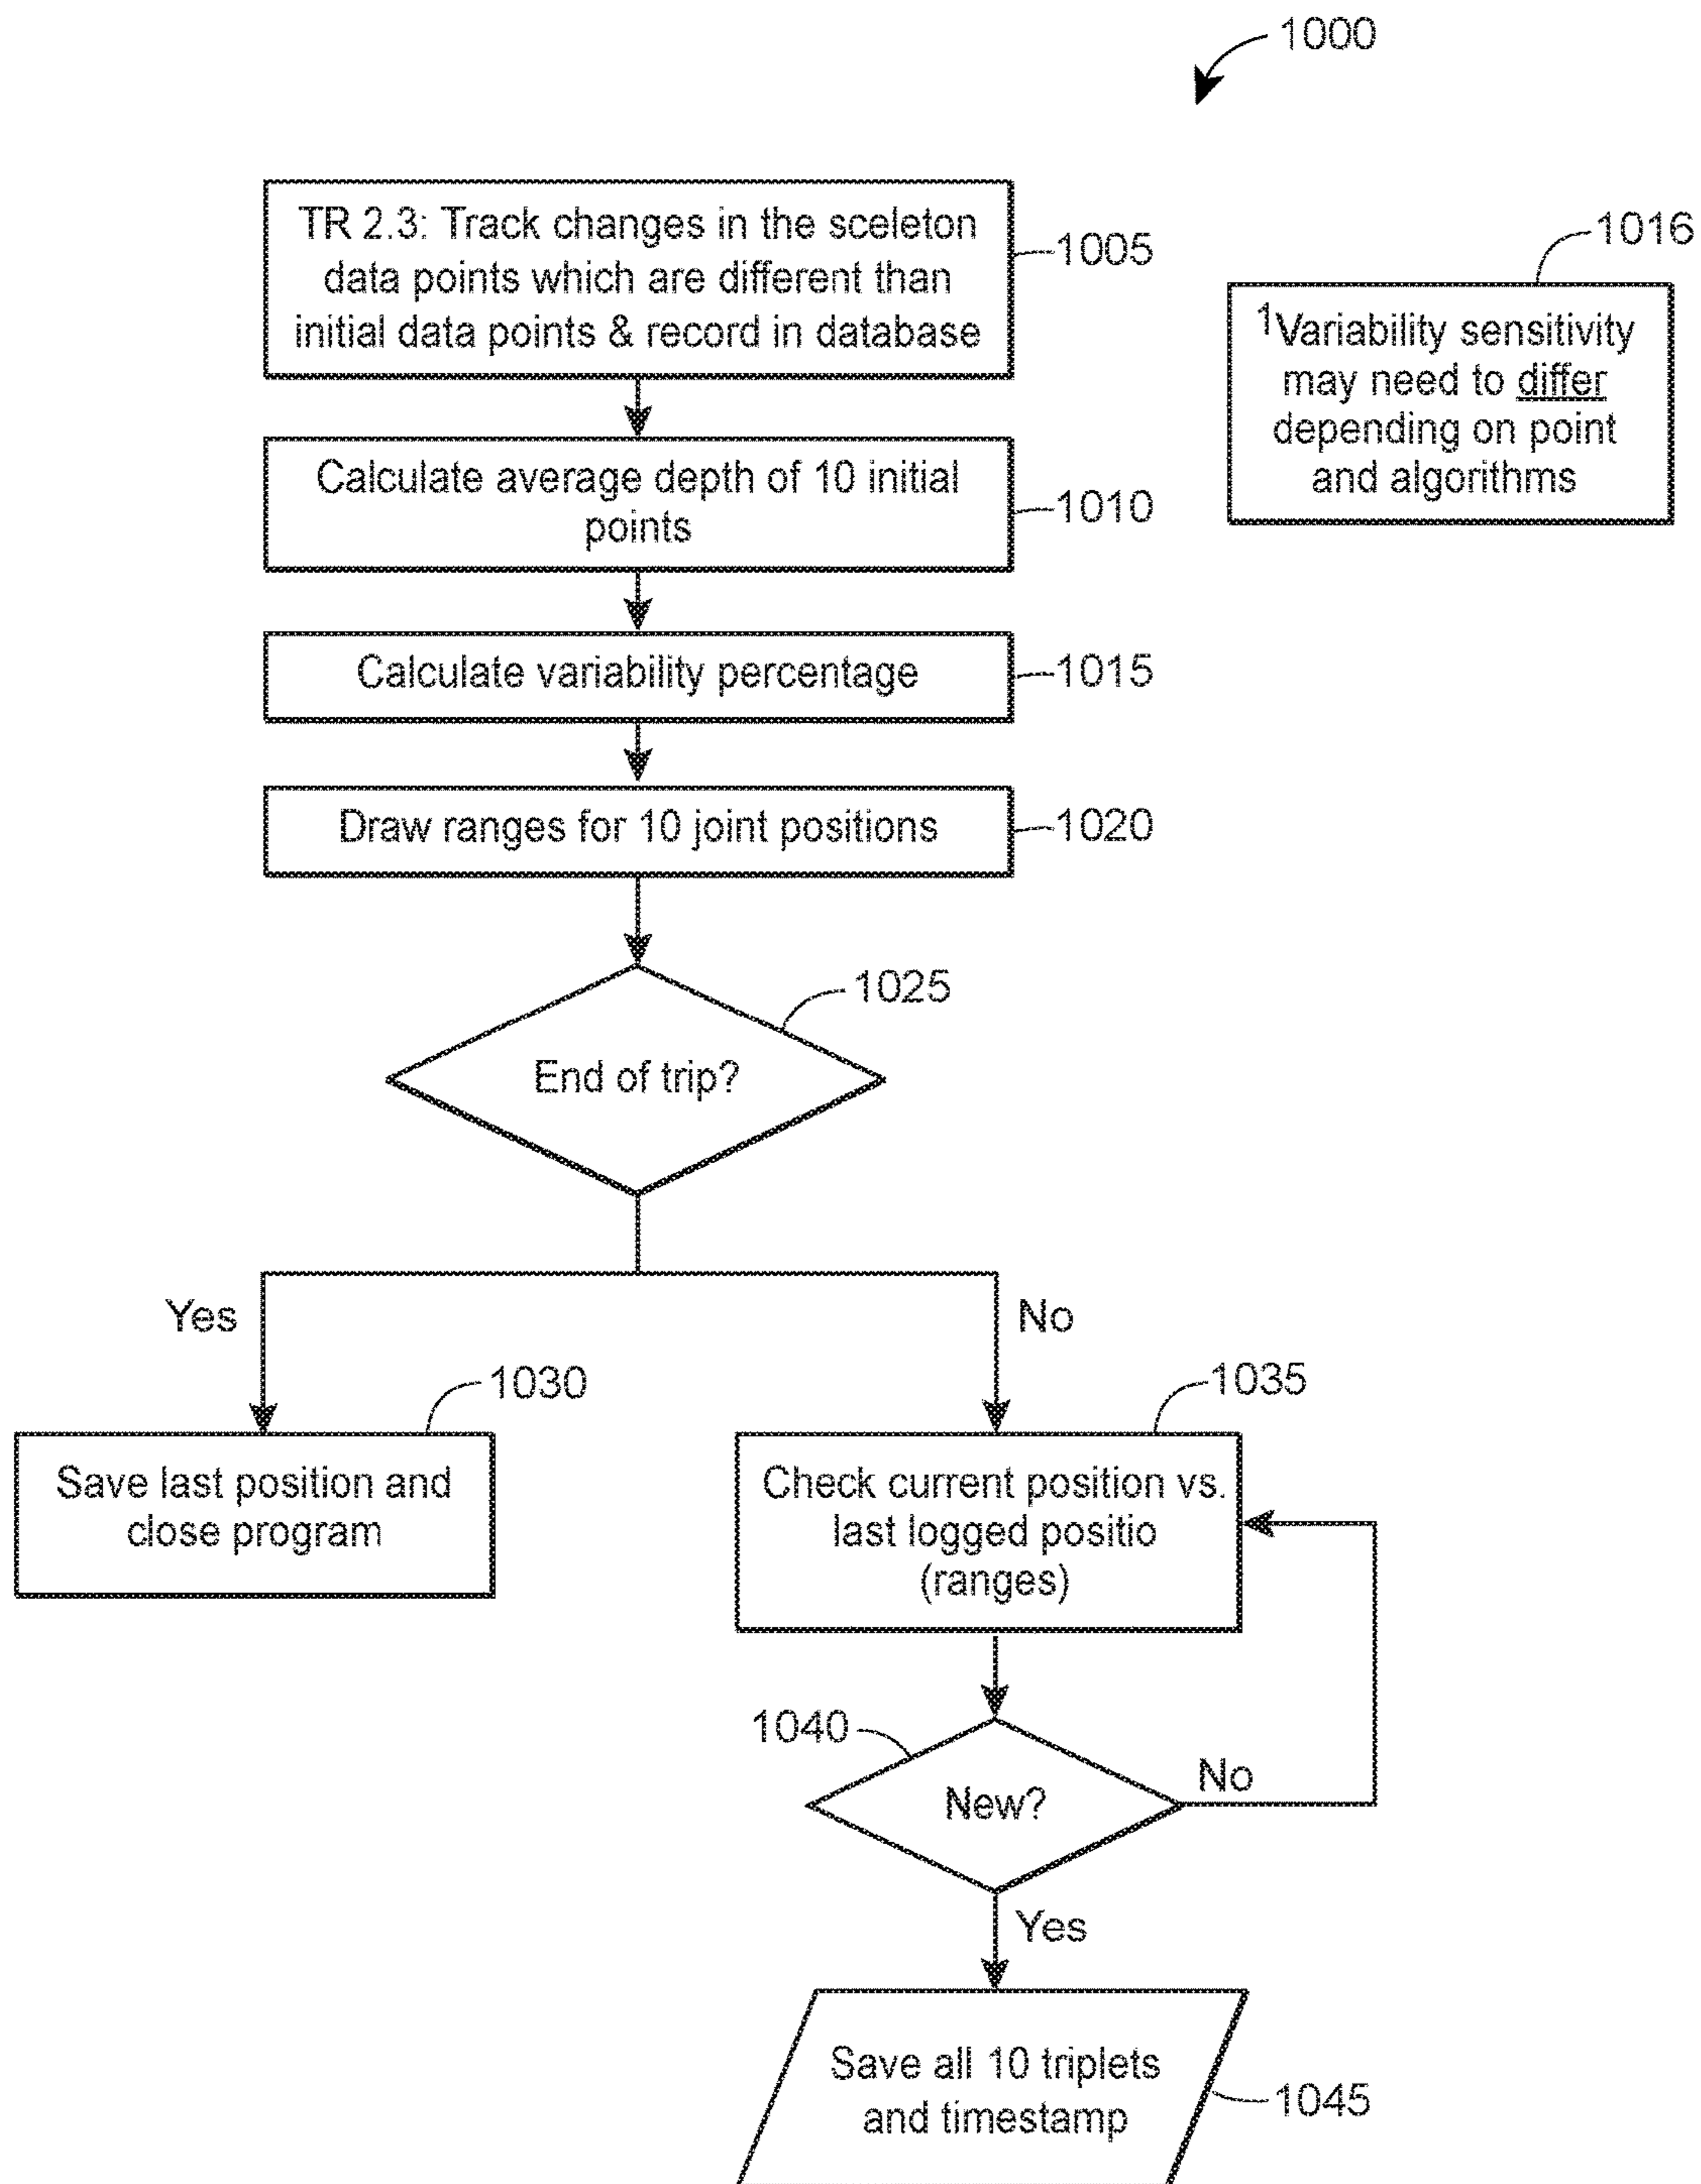 1000
TR 2.3: Track changes in the sceleton
data points which are different than
initial data points & record in database
1005
1016
1Variability sensitivity
may need to differ
depending on point
and algorithms
Calculate average depth of 10 initial
points
1010
Calculate variability percentage
1015
Draw ranges for 10 joint positions
1020
1025
End of trip?
Yes
No
1030
Save last position and
close program
1035
Check current position vs.
last logged positio
(ranges)
1040
New?
No
Yes
Save all 10 triplets
and timestamp
1045